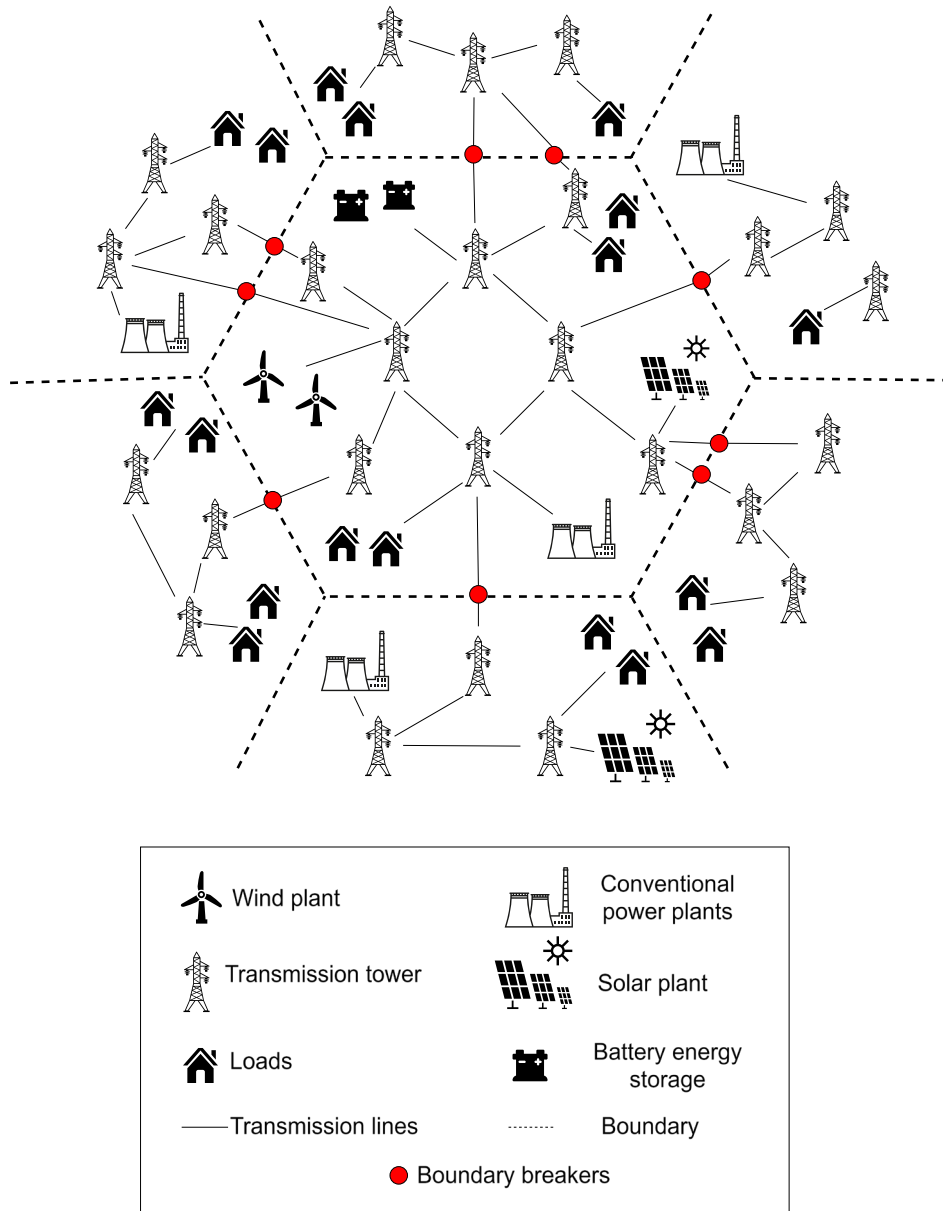 Wind plant
Conventional
power plants
Transmission tower
Solar plant
Loads
Battery energy
storage
Transmission lines
Boundary
Boundary breakers